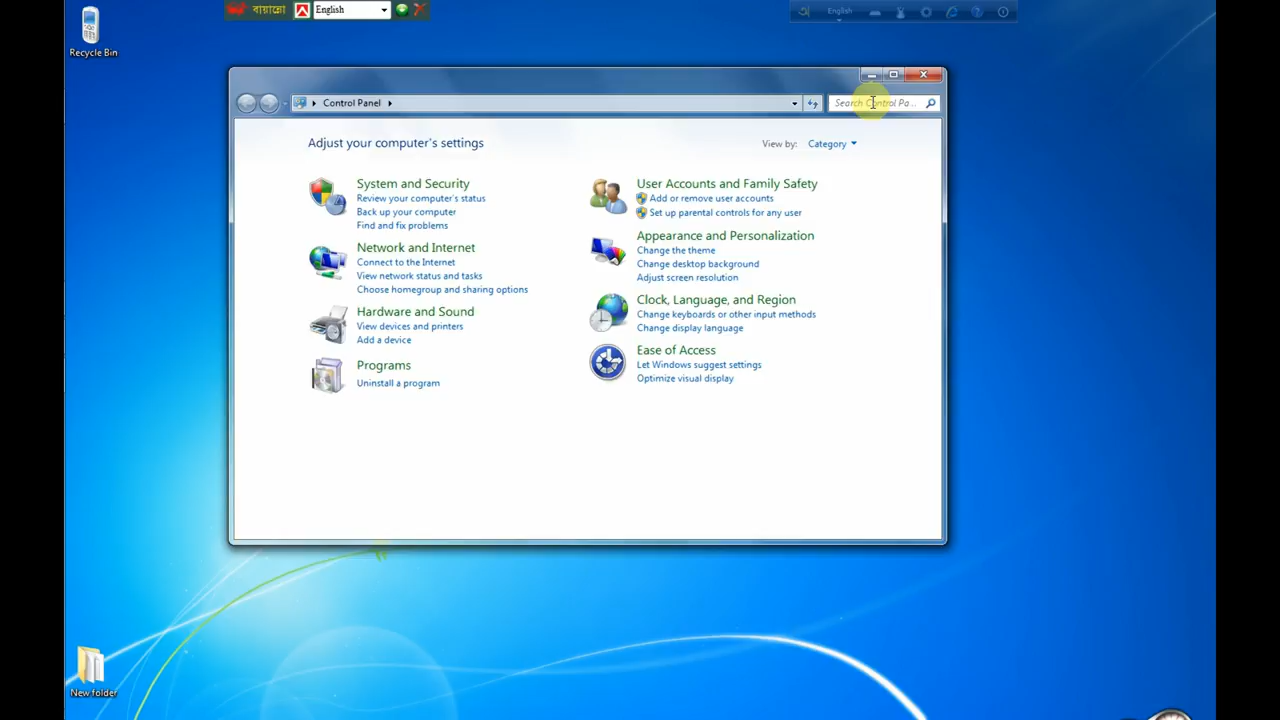 বায়ান্নো
English
English
Recycle Bin
Control Panel
Search Control Pa...
Adjust your computer's settings
View by: Category
System and Security
Review your computer's status
Back up your computer
Find and fix problems
Network and Internet
Connect to the Internet
View network status and tasks
Choose homegroup and sharing options
Hardware and Sound
View devices and printers
Add a device
Programs
Uninstall a program
User Accounts and Family Safety
Add or remove user accounts
Set up parental controls for any user
Appearance and Personalization
Change the theme
Change desktop background
Adjust screen resolution
Clock, Language, and Region
Change keyboards or other input methods
Change display language
Ease of Access
Let Windows suggest settings
Optimize visual display
New folder